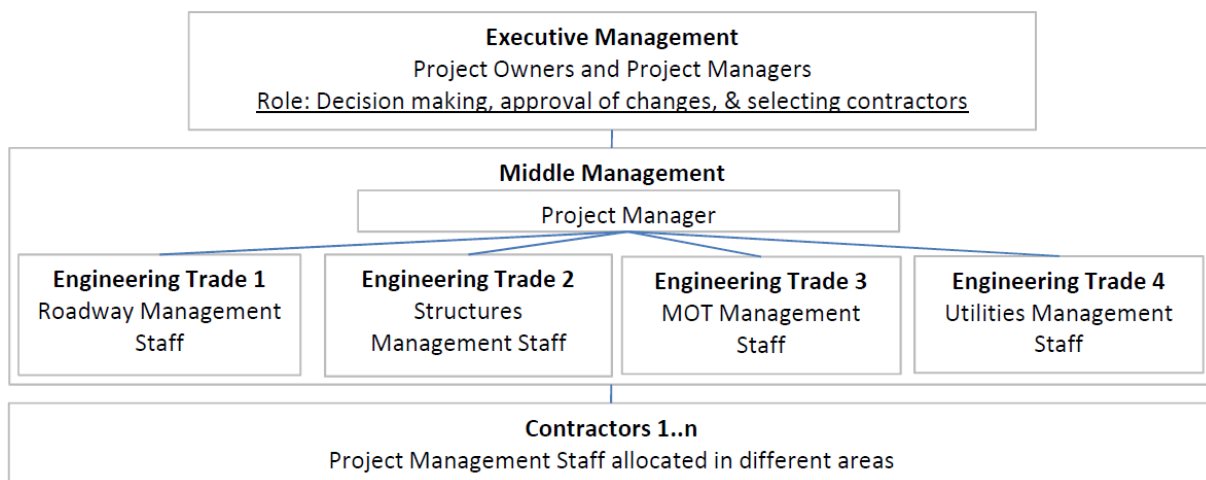 Executive Management
Project Owners and Project Managers
Role: Decision making, approval of changes, & selecting contractors
Middle Management
Project Manager
Engineering Trade 1
Roadway Management
Staff
Engineering Trade 2
Structures
Management Staff
Engineering Trade 3
MOT Management
Staff
Engineering Trade 4
Utilities Management
Staff
Contractors 1..n
Project Management Staff allocated in different areas